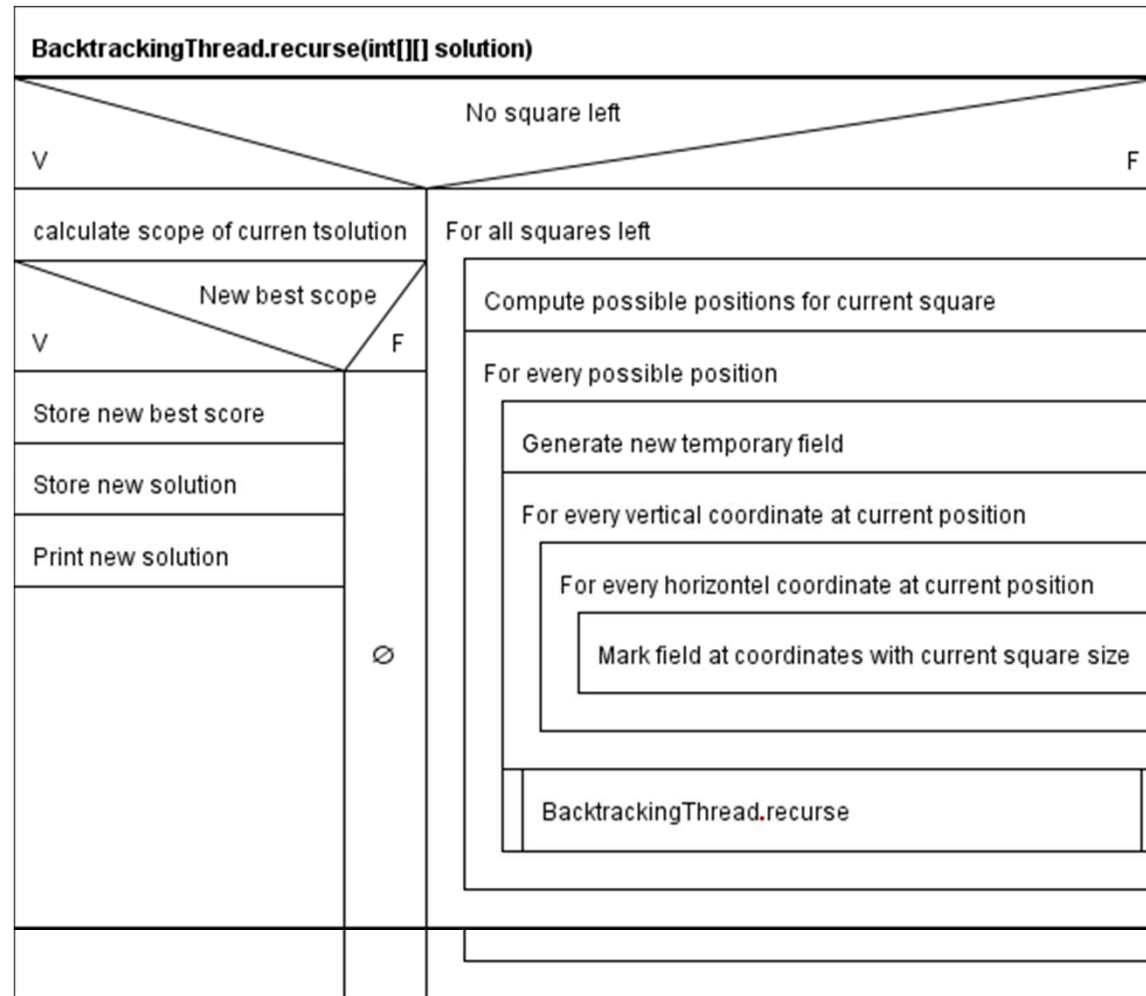 BacktrackingThread.recurse(int[][] solution)
No square left
V
F
calculate scope of curren tsolution
New best scope
V
F
Store new best score
Store new solution
Print new solution
∅
For all squares left
Compute possible positions for current square
For every possible position
Generate new temporary field
For every vertical coordinate at current position
For every horizontel coordinate at current position
Mark field at coordinates with current square size
BacktrackingThread.recurse